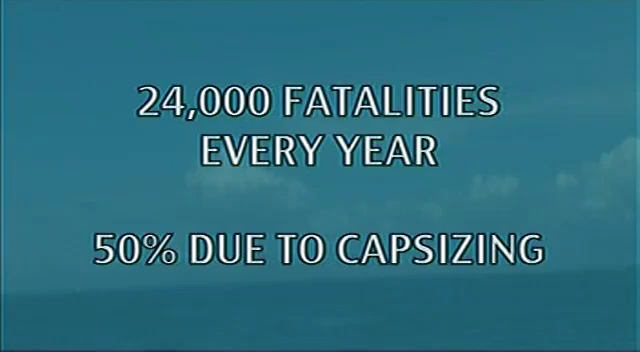 24,000 FATALITIES
EVERY YEAR
50% DUE TO CAPSIZING